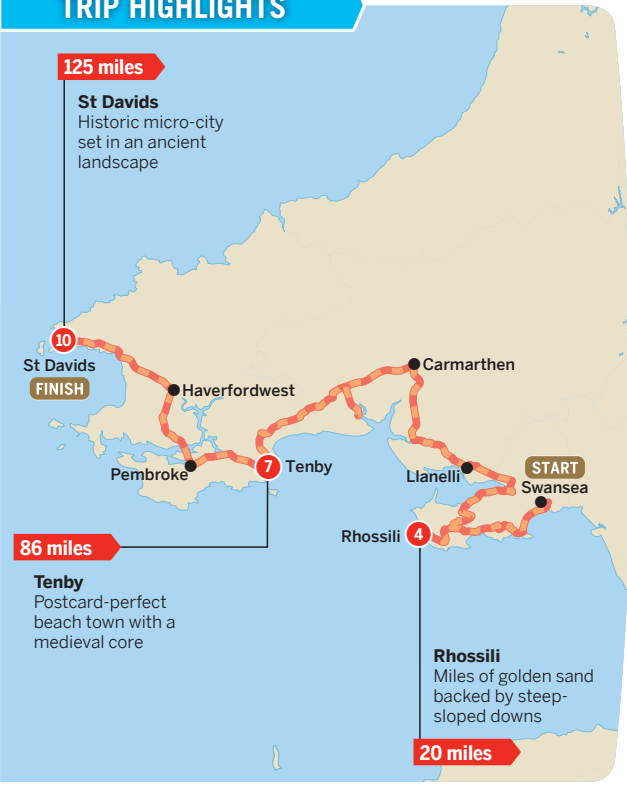 TRIP HIGHLIGHTS
125 miles
St Davids
Historic micro-city
set in an ancient
landscape
10
St Davids
FINISH
Haverfordwest
Carmarthen
Pembroke
7 Tenby
Llanelli
START
Swansea
Rhossili 4
86 miles
Tenby
Postcard-perfect
beach town with a
medieval core
Rhossili
Miles of golden sand
backed by steep-
sloped downs
20 miles